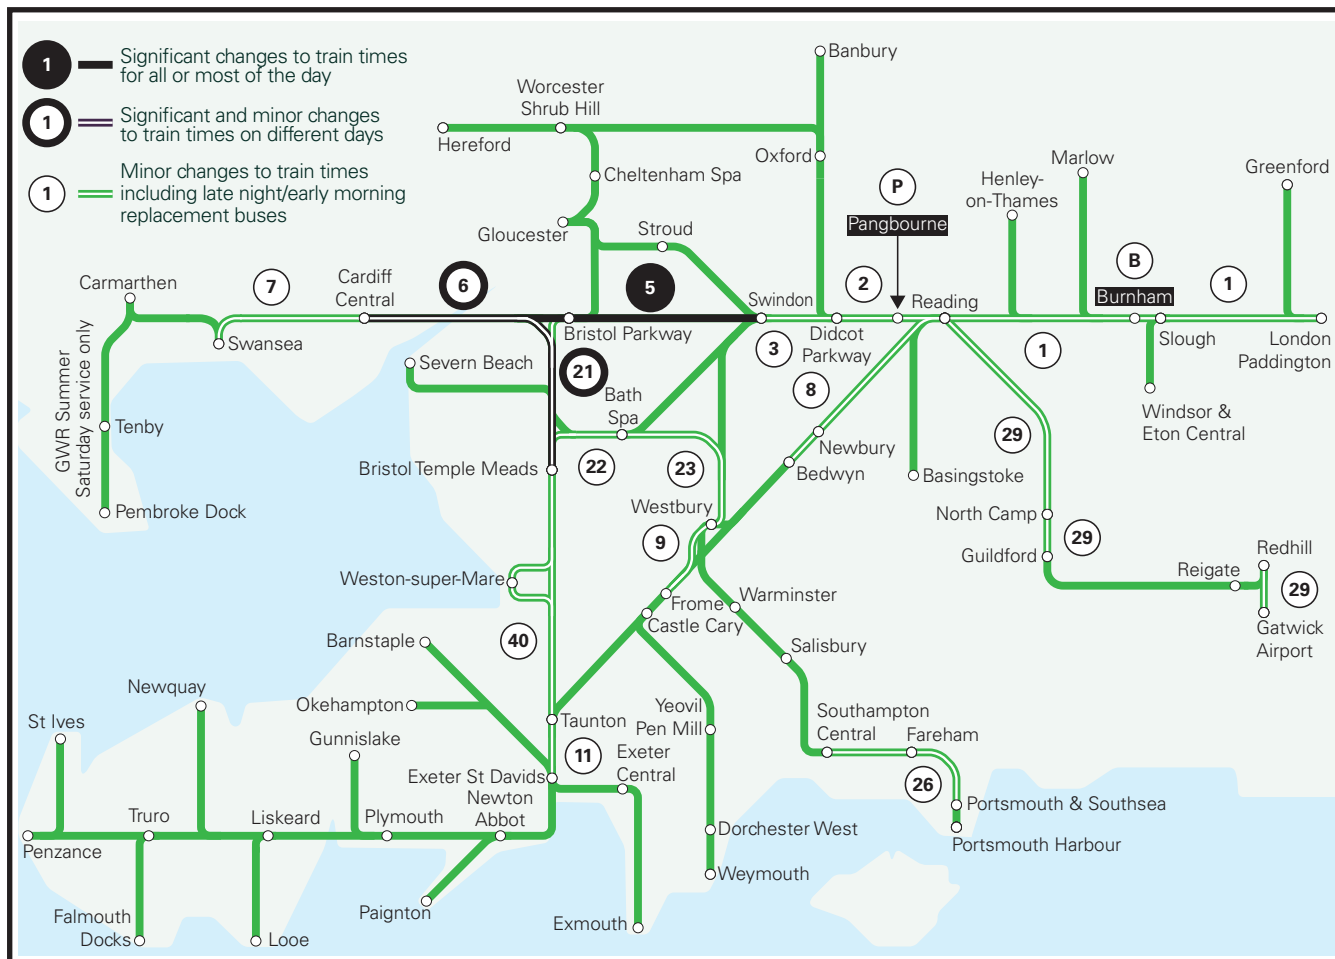 1
Significant changes to train times
for all or most of the day
1
Significant and minor changes
to train times on different days
1
Minor changes to train times
including late night/early morning
replacement buses
Banbury
Worcester
Shrub Hill
Hereford
Oxford
Marlow
Greenford
Cheltenham Spa
P
Henley-
on-Thames
Gloucester
Stroud
Pangbourne
B
Carmarthen
7
Cardiff
Central
6
5
Swindon
2
Reading
Burnham
1
Bristol Parkway
Didcot
Parkway
Slough
London
Paddington
Swansea
3
1
Severn Beach
21
Bath
Spa
8
Windsor &
Eton Central
GWR Summer
Saturday service only
Tenby
Newbury
29
Bristol Temple Meads
22
23
Bedwyn
Basingstoke
Pembroke Dock
Westbury
North Camp
9
Guildford
29
Redhill
Weston-super-Mare
Reigate
29
Frome
Castle Cary
Warminster
Gatwick
Airport
Barnstaple
40
Salisbury
Newquay
Okehampton
Yeovil
Pen Mill
St Ives
Taunton
Southampton
Central
Fareham
Gunnislake
11
Exeter
Central
Exeter St Davids
26
Newton
Abbot
Portsmouth & Southsea
Truro
Liskeard
Plymouth
Dorchester West
Penzance
Portsmouth Harbour
Weymouth
Paignton
Falmouth
Docks
Looe
Exmouth